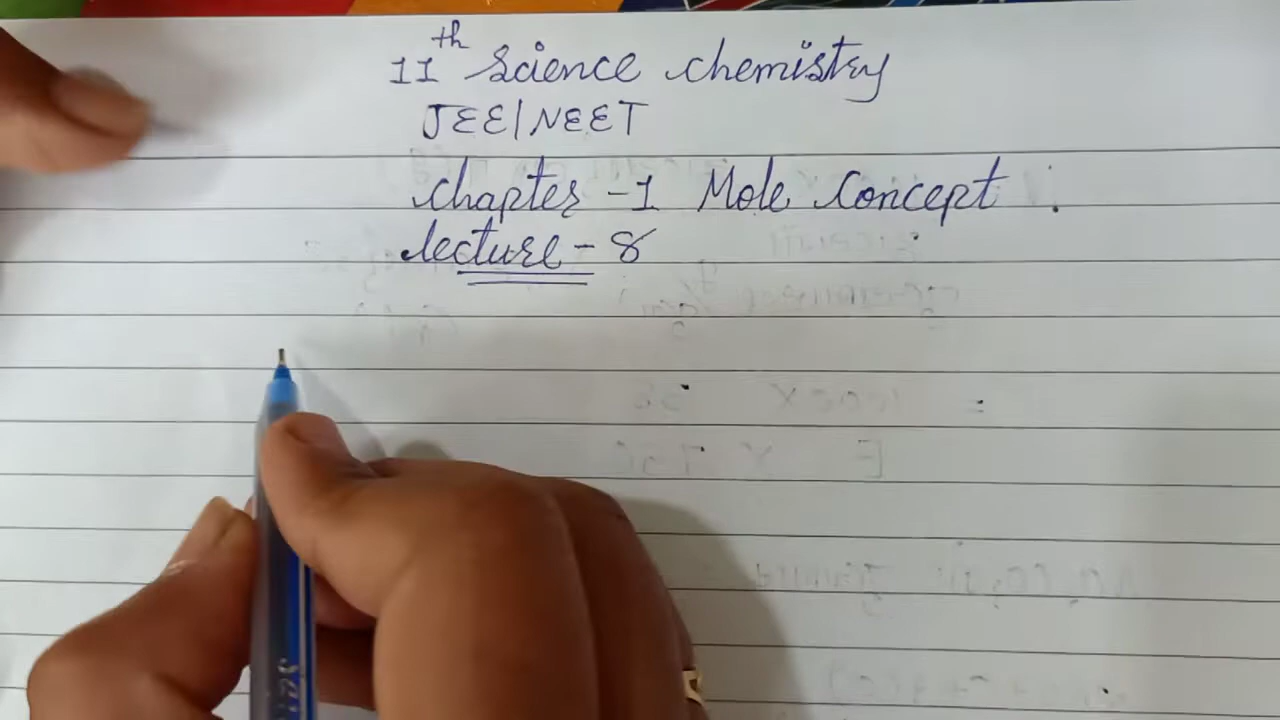 11th Science chemistry
JEE/NEET
chapter -1 Mole Concept :
lecture - 8